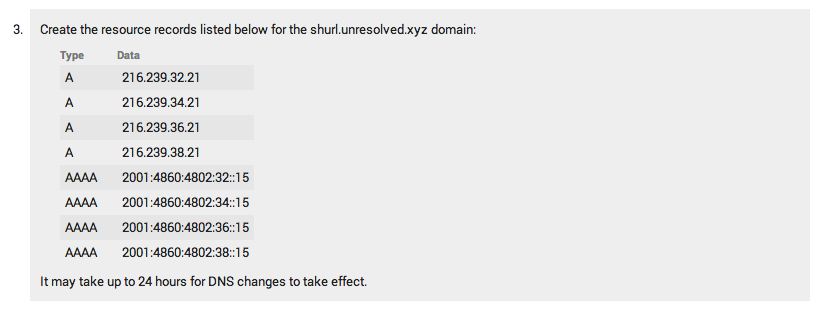 3. Create the resource records listed below for the shurl.unresolved.xyz domain:
Type Data
A 216.239.32.21
A 216.239.34.21
A 216.239.36.21
A 216.239.38.21
AAAA 2001:4860:4802:32::15
AAAA 2001:4860:4802:34::15
AAAA 2001:4860:4802:36::15
AAAA 2001:4860:4802:38::15
It may take up to 24 hours for DNS changes to take effect.